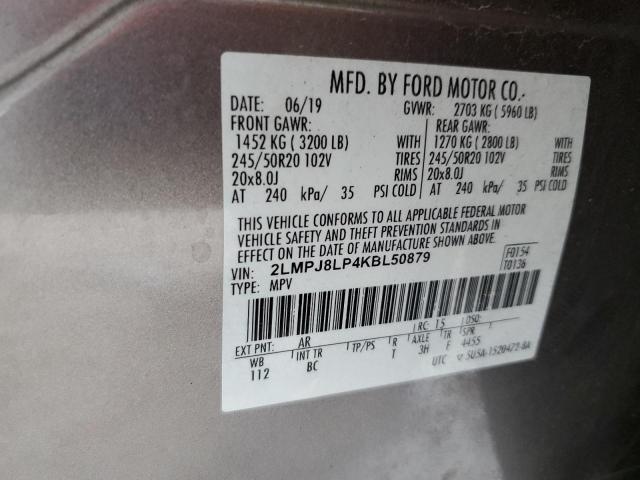 MFD. BY FORD MOTOR CO.-
DATE: 06/19 GVWR: 2703 KG ( 5960 LB)
FRONT GAWR: REAR GAWR:
1452 KG ( 3200 LB) WITH 1270 KG ( 2800 LB) WITH
245/50R20 102V TIRES 245/50R20 102V TIRES
20x8.0J RIMS 20x8.0J RIMS
AT 240 kPa/ 35 PSI COLD AT 240 kPa/ 35 PSI COLD
THIS VEHICLE CONFORMS TO ALL APPLICABLE FEDERAL MOTOR
VEHICLE SAFETY AND THEFT PREVENTION STANDARDS IN
EFFECT ON THE DATE OF MANUFACTURE SHOWN ABOVE.
VIN: 2LMPJ8LP4KBL50879 F0154
TYPE: MPV T0136
EXT PNT: AR RC: 15 DSO:
WB INT TR TP/PS R AXLE TR SPR
112 BC T 3H F 4455
UTC